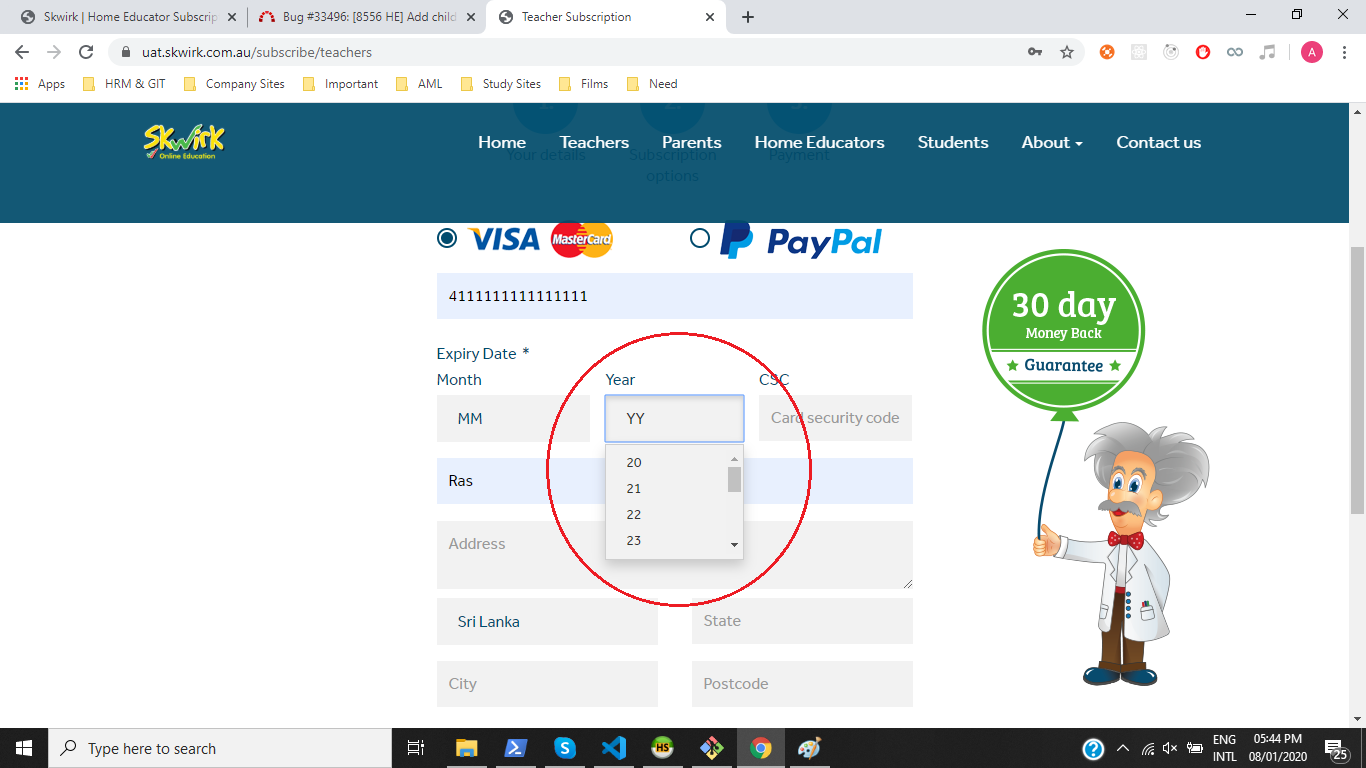 Skwirk | Home Educator Subscrip
Bug #33496: [8556 HE] Add child
Teacher Subscription
uat.skwirk.com.au/subscribe/teachers
A
Apps HRM & GIT Company Sites Important AML Study Sites Films Need
Skwirk
Online Education
Home Teachers Parents Home Educators Students About Contact us
Your details Subscription options Payment
VISA MasterCard PayPal
4111111111111111
Expiry Date *
Month Year CSC
MM YY Card security code
20
21
22
23
Ras
Address
Sri Lanka State
City Postcode
30 day
Money Back
Guarantee
Type here to search
S
HS
?
ENG
INTL
05:44 PM
08/01/2020
25